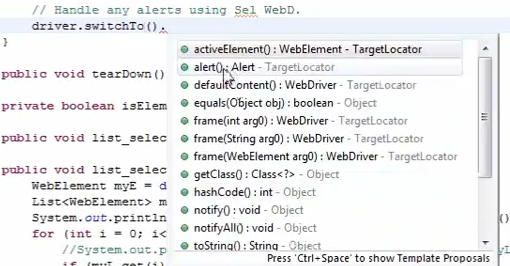 // Handle any alerts using Sel WebD.
driver.switchTo().
}
public void tearDown()
private boolean isElem
public void list_selec
public void list_selec
WebElement myE = d
List<WebElement> m
System.out.println
for (int i = 0; i<
//System.out.p
if (myL.get(i)
activeElement() : WebElement - TargetLocator
alert() : Alert - TargetLocator
defaultContent() : WebDriver - TargetLocator
equals(Object obj) : boolean - Object
frame(int arg0) : WebDriver - TargetLocator
frame(String arg0) : WebDriver - TargetLocator
frame(WebElement arg0) : WebDriver - TargetLocator
getClass() : Class<?> - Object
hashCode() : int - Object
notify() : void - Object
notifyAll() : void - Object
toString() : String - Object
Press 'Ctrl+Space' to show Template Proposals